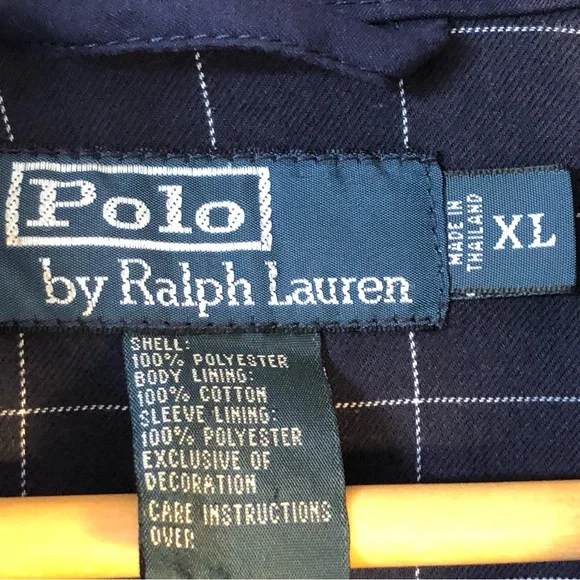 Polo
by Ralph Lauren
MADE IN
THAILAND
XL
SHELL:
100% POLYESTER
BODY LINING:
100% COTTON
SLEEVE LINING:
100% POLYESTER
EXCLUSIVE OF
DECORATION
CARE INSTRUCTIONS
OVER